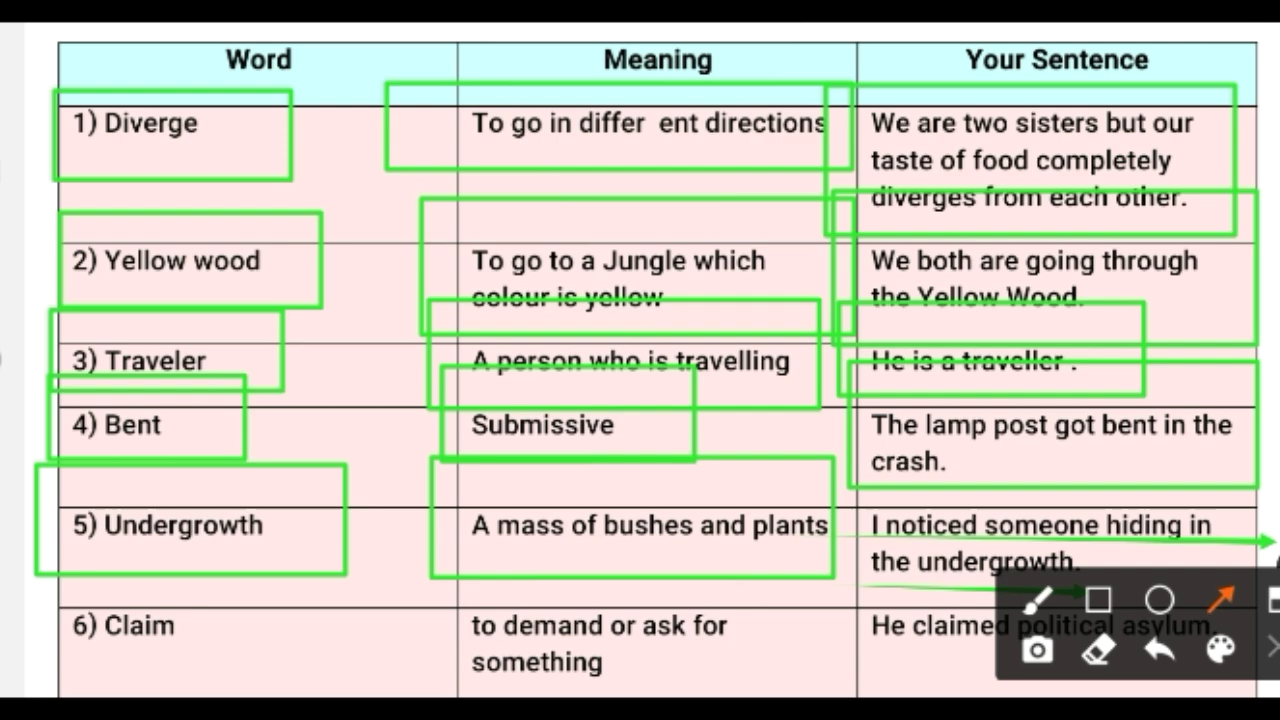 Word Meaning Your Sentence
1) Diverge To go in differ ent directions We are two sisters but our
taste of food completely
diverges from each other.
2) Yellow wood To go to a Jungle which We both are going through
colour is yellow the Yellow Wood.
3) Traveler A person who is travelling He is a traveller .
4) Bent Submissive The lamp post got bent in the
crash.
5) Undergrowth A mass of bushes and plants I noticed someone hiding in
the undergrowth.
6) Claim to demand or ask for He claimed political asylum.
something